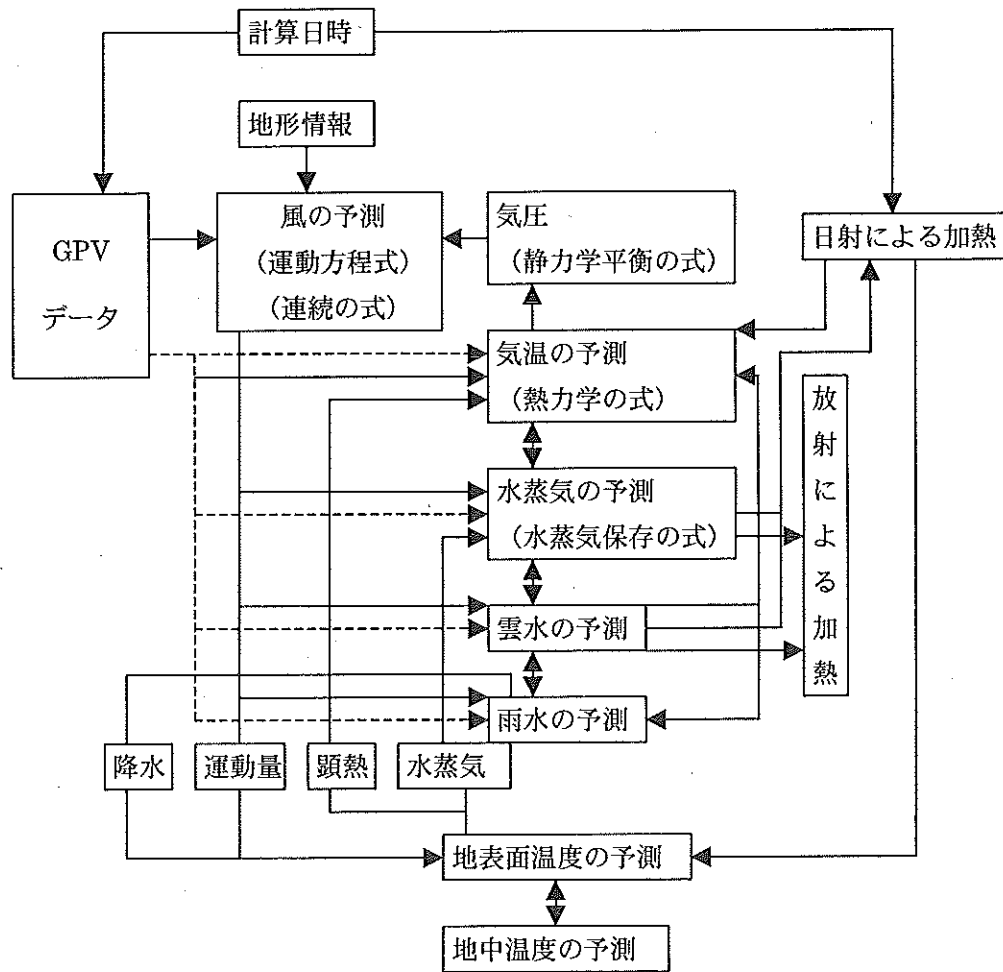 計算日時
地形情報
GPV
データ
風の予測
(運動方程式)
(連続の式)
気圧
(静力学平衡の式)
日射による加熱
気温の予測
(熱力学の式)
放射による加熱
水蒸気の予測
(水蒸気保存の式)
雲水の予測
雨水の予測
降水
運動量
顕熱
水蒸気
地表面温度の予測
地中温度の予測